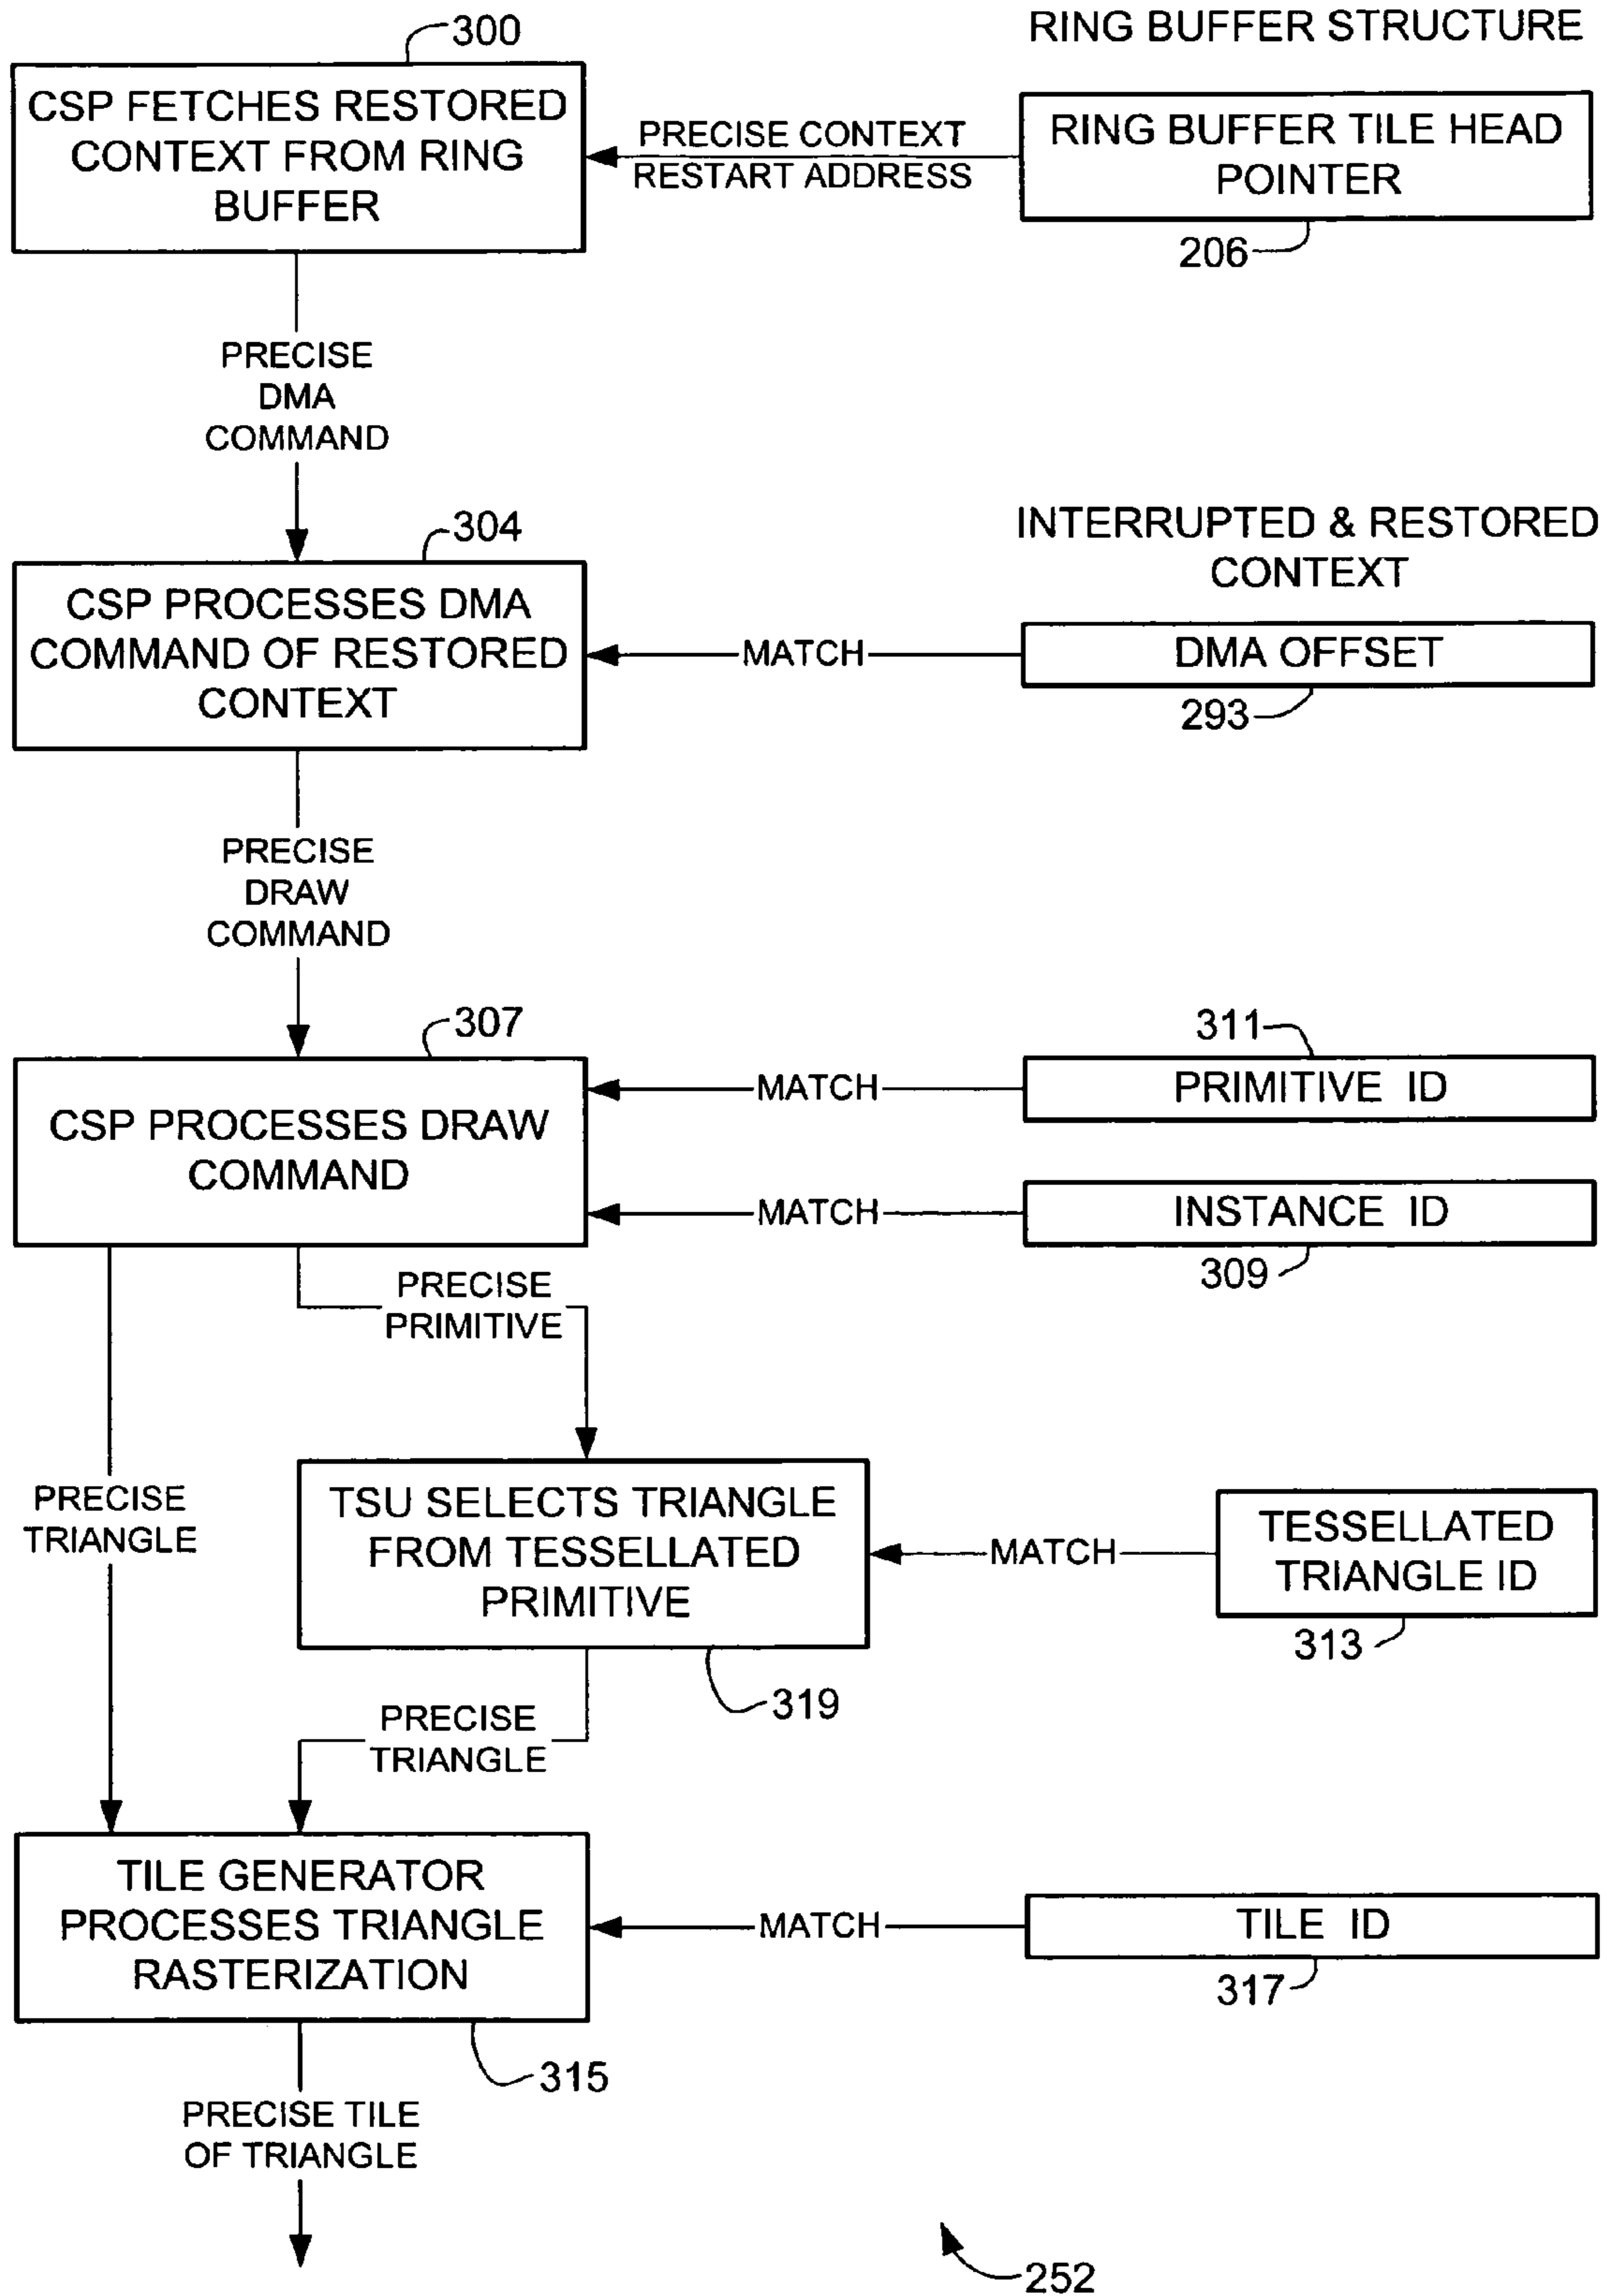 300
RING BUFFER STRUCTURE
CSP FETCHES RESTORED
CONTEXT FROM RING
BUFFER
PRECISE CONTEXT
RESTART ADDRESS
RING BUFFER TILE HEAD
POINTER
206
PRECISE
DMA
COMMAND
304
INTERRUPTED & RESTORED
CONTEXT
CSP PROCESSES DMA
COMMAND OF RESTORED
CONTEXT
MATCH
DMA OFFSET
293
PRECISE
DRAW
COMMAND
307
311
CSP PROCESSES DRAW
COMMAND
MATCH
PRIMITIVE ID
MATCH
INSTANCE ID
309
PRECISE
PRIMITIVE
PRECISE
TRIANGLE
TSU SELECTS TRIANGLE
FROM TESSELLATED
PRIMITIVE
MATCH
TESSELLATED
TRIANGLE ID
313
319
PRECISE
TRIANGLE
TILE GENERATOR
PROCESSES TRIANGLE
RASTERIZATION
MATCH
TILE ID
317
315
PRECISE TILE
OF TRIANGLE
252